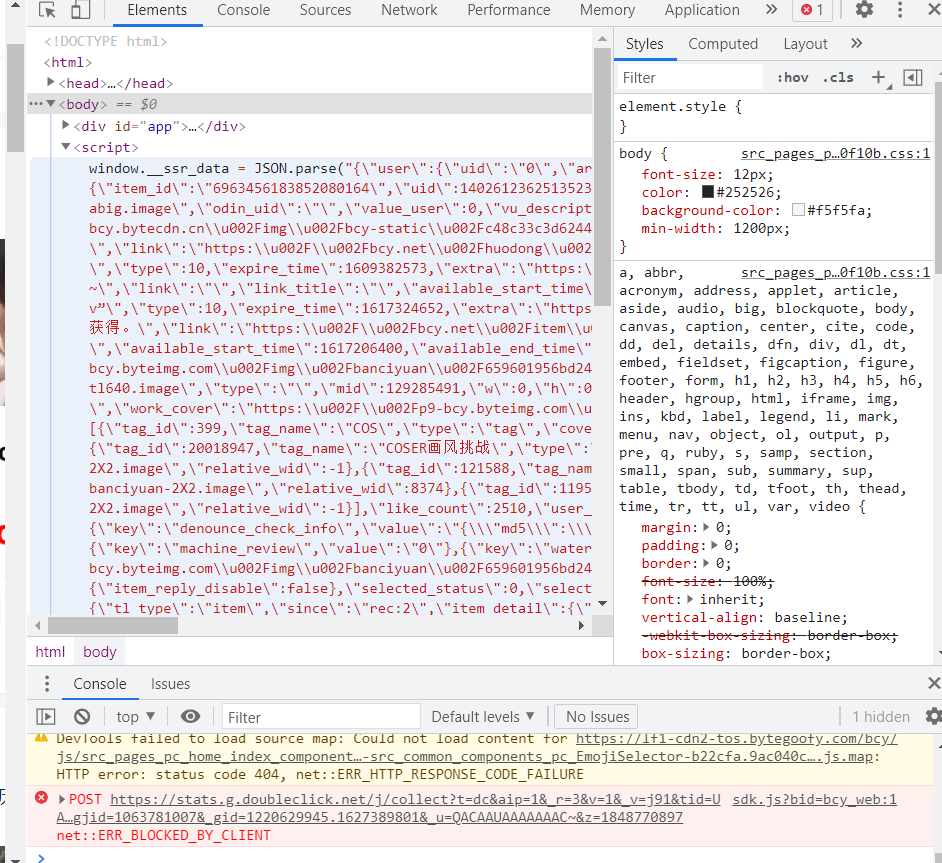 Elements Console Sources Network Performance Memory Application » 1
<!DOCTYPE html>
<html>
<head>…</head>
<body> == $0
<div id="app">…</div>
<script>
window.__ssr_data = JSON.parse("{\"user\":{\"uid\":\"0\",\"ar
{\"item_id\":\"6963456183852080164\",\"uid\":1402612362513523
abig.image\",\"odin_uid\":\"\",\"value_user\":0,\"vu_descript
bcy.bytecdn.cn\\u002Fimg\\u002Fbcy-static\\u002Fc48c33c3d6244
\",\"link\":\"https:\\u002F\\u002Fbcy.net\\u002Fhuodong\\u002
\",\"type\":10,\"expire_time\":1609382573,\"extra\":\"https:\
~\",\"link\":\"\",\"link_title\":\"\",\"available_start_time\
v”\",\"type\":10,\"expire_time\":1617324652,\"extra\":\"https
获得。\",\"link\":\"https:\\u002F\\u002Fbcy.net\\u002Fitem\\u0
\",\"available_start_time\":1617206400,\"available_end_time\"
bcy.byteimg.com\\u002Fimg\\u002Fbanciyuan\\u002F659601956bd24
tl640.image\",\"type\":\"\",\"mid\":129285491,\"w\":0,\"h\":0
\",\"work_cover\":\"https:\\u002F\\u002Fp9-bcy.byteimg.com\\u
[{\"tag_id\":399,\"tag_name\":\"COS\",\"type\":\"tag\",\"cove
{\"tag_id\":20018947,\"tag_name\":\"COSER画风挑战\",\"type\":\"
2X2.image\",\"relative_wid\":-1},{\"tag_id\":121588,\"tag_nam
banciyuan-2X2.image\",\"relative_wid\":8374},{\"tag_id\":1195
2X2.image\",\"relative_wid\":-1}],\"like_count\":2510,\"user_
{\"key\":\"denounce_check_info\",\"value\":\"{\\\"md5\\\":\\\
{\"key\":\"machine_review\",\"value\":\"0\"},{\"key\":\"water
bcy.byteimg.com\\u002Fimg\\u002Fbanciyuan\\u002F659601956bd24
{\"item_reply_disable\":false},\"selected_status\":0,\"select
{\"tl_type\":\"item\",\"since\":\"rec:2\",\"item_detail\":{\"
html body
Styles Computed Layout »
Filter :hov .cls +
element.style {
}
body { src_pages_p…0f10b.css:1
font-size: 12px;
color: #252526;
background-color: #f5f5fa;
min-width: 1200px;
}
a, abbr, src_pages_p…0f10b.css:1
acronym, address, applet, article,
aside, audio, big, blockquote, body,
canvas, caption, center, cite, code,
dd, del, details, dfn, div, dl, dt,
embed, fieldset, figcaption, figure,
footer, form, h1, h2, h3, h4, h5, h6,
header, hgroup, html, iframe, img,
ins, kbd, label, legend, li, mark,
menu, nav, object, ol, output, p,
pre, q, ruby, s, samp, section,
small, span, sub, summary, sup,
table, tbody, td, tfoot, th, thead,
time, tr, tt, ul, var, video {
margin: 0;
padding: 0;
border: 0;
font-size: 100%;
font: inherit;
vertical-align: baseline;
-webkit-box-sizing: border-box;
box-sizing: border-box;
Console Issues
top Filter Default levels No Issues 1 hidden
DevTools failed to load source map: Could not load content for https://lf1-cdn2-tos.bytegoofy.com/bcy/
js/src_pages_pc_home_index_component…-src_common_components_pc_EmojiSelector-b22cfa.9ac040c….js.map:
HTTP error: status code 404, net::ERR_HTTP_RESPONSE_CODE_FAILURE
POST https://stats.g.doubleclick.net/j/collect?t=dc&aip=1&_r=3&v=1&_v=j91&tid=U sdk.js?bid=bcy_web:1
A…gjid=1063781007&_gid=1220629945.1627389801&_u=QACAAUAAAAAAAC~&z=1848770897
net::ERR_BLOCKED_BY_CLIENT